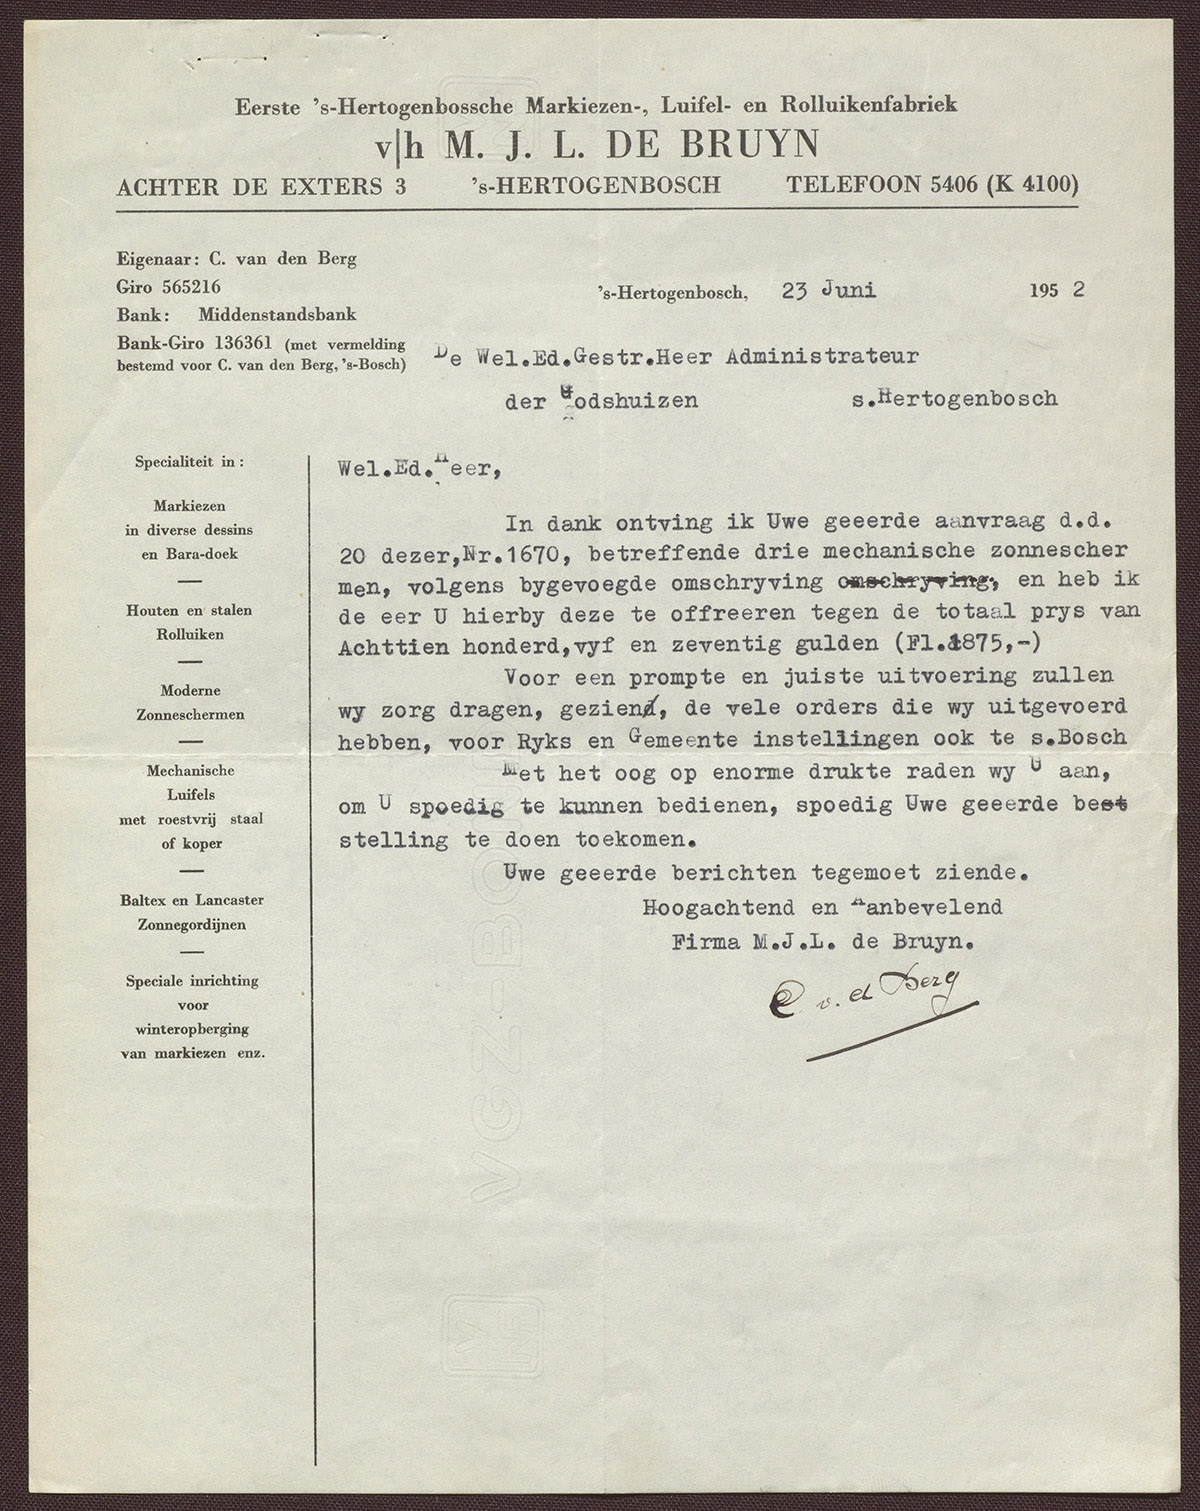 Eerste 's-Hertogenbossche Markiezen-, Luifel- en Rolluikenfabriek
v|h M. J. L. DE BRUYN
ACHTER DE EXTERS 3 's-HERTOGENBOSCH TELEFOON 5406 (K 4100)
Eigenaar: C. van den Berg
Giro 565216
Bank: Middenstandsbank
Bank-Giro 136361 (met vermelding
bestemd voor C. van den Berg, 's-Bosch)
's-Hertogenbosch, 23 Juni 1952
De Wel.Ed.Gestr.Heer Administrateur
der Godshuizen s.Hertogenbosch
Specialiteit in:
Markiezen
in diverse dessins
en Bara-doek
Houten en stalen
Rolluiken
Moderne
Zonneschermen
Mechanische
Luifels
met roestvrij staal
of koper
Baltex en Lancaster
Zonnegordijnen
Speciale inrichting
voor
winteropberging
van markiezen enz.
Wel.Ed.Heer,
In dank ontving ik Uwe geeerde aanvraag d.d.
20 dezer,Nr.1670, betreffende drie mechanische zonnescher
men, volgens bygevoegde omschryving omschryving, en heb ik
de eer U hierby deze te offreeren tegen de totaal prys van
Achttien honderd,vyf en zeventig gulden (Fl.1875,-)
Voor een prompte en juiste uitvoering zullen
wy zorg dragen, geziend, de vele orders die wy uitgevoerd
hebben, voor Ryks en Gemeente instellingen ook te s.Bosch
Met het oog op enorme drukte raden wy U aan,
om U spoedig te kunnen bedienen, spoedig Uwe geeerde best
stelling te doen toekomen.
Uwe geeerde berichten tegemoet ziende.
Hoogachtend en Aanbevelend
Firma M.J.L. de Bruyn.
C v. d Berg
VGZ-BOND